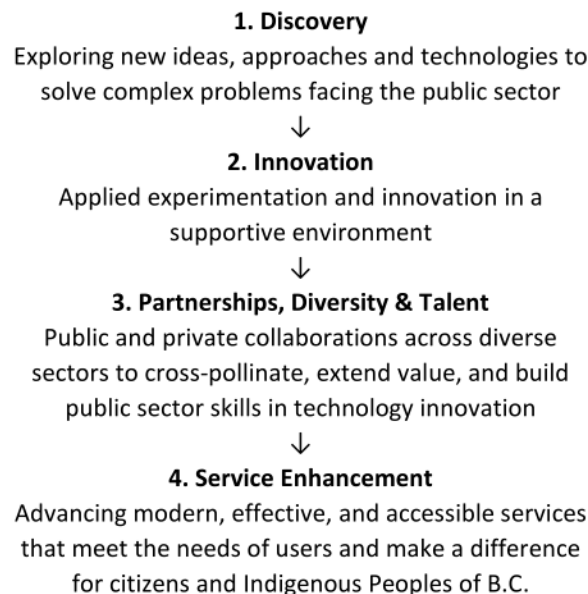 1. Discovery
Exploring new ideas, approaches and technologies to
solve complex problems facing the public sector
↓
2. Innovation
Applied experimentation and innovation in a
supportive environment
↓
3. Partnerships, Diversity & Talent
Public and private collaborations across diverse
sectors to cross-pollinate, extend value, and build
public sector skills in technology innovation
↓
4. Service Enhancement
Advancing modern, effective, and accessible services
that meet the needs of users and make a difference
for citizens and Indigenous Peoples of B.C.